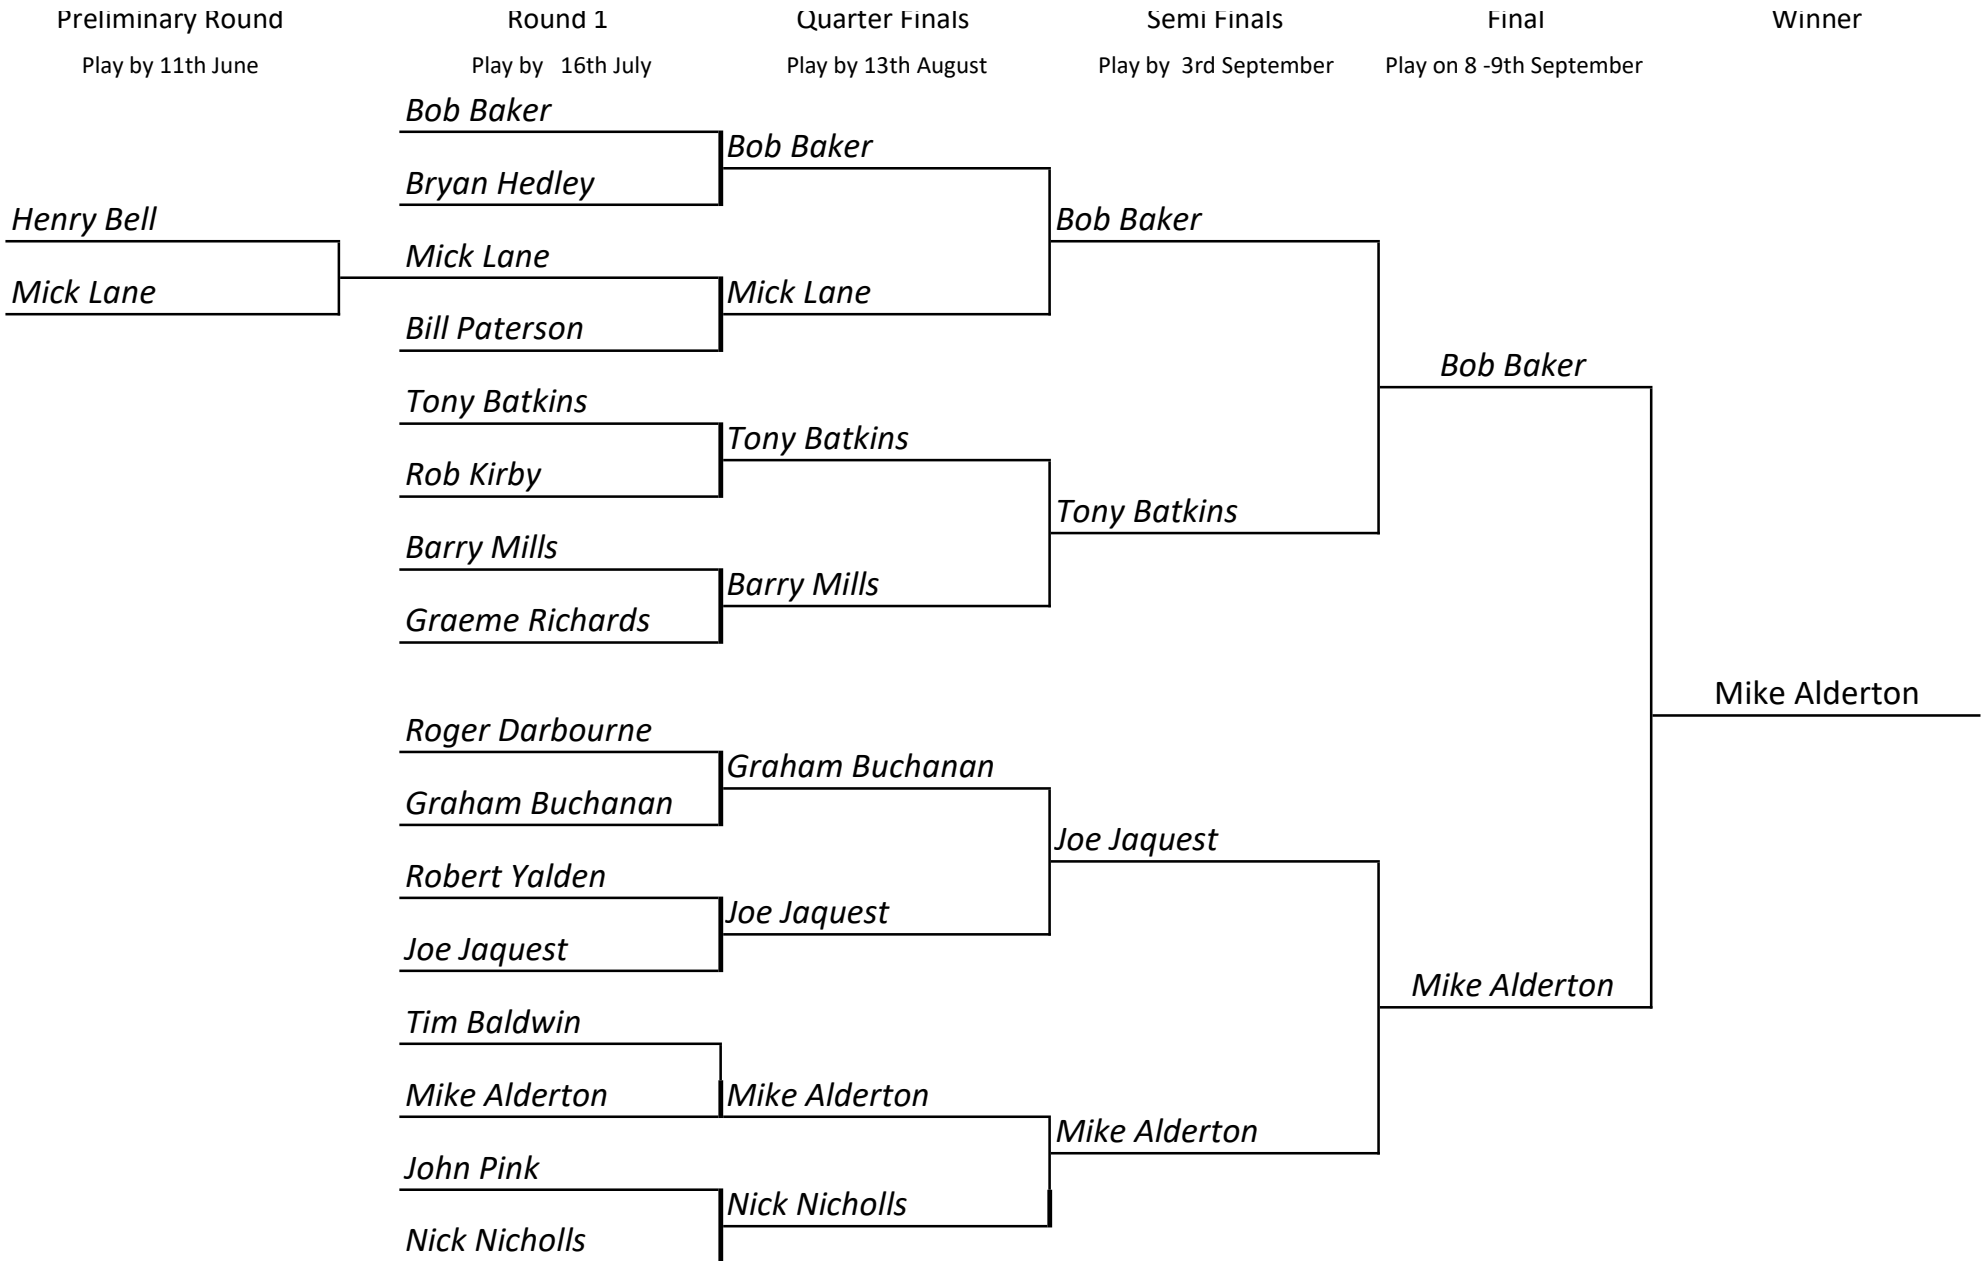 Preliminary Round
Round 1
Quarter Finals
Semi Finals
Final
Winner
Play by 11th June
Play by 16th July
Play by 13th August
Play by 3rd September
Play on 8 -9th September
Henry Bell
Mick Lane
Bob Baker
Bryan Hedley
Mick Lane
Bill Paterson
Tony Batkins
Rob Kirby
Barry Mills
Graeme Richards
Roger Darbourne
Graham Buchanan
Robert Yalden
Joe Jaquest
Tim Baldwin
Mike Alderton
John Pink
Nick Nicholls
Bob Baker
Mick Lane
Tony Batkins
Barry Mills
Graham Buchanan
Joe Jaquest
Mike Alderton
Nick Nicholls
Bob Baker
Tony Batkins
Joe Jaquest
Mike Alderton
Bob Baker
Mike Alderton
Mike Alderton